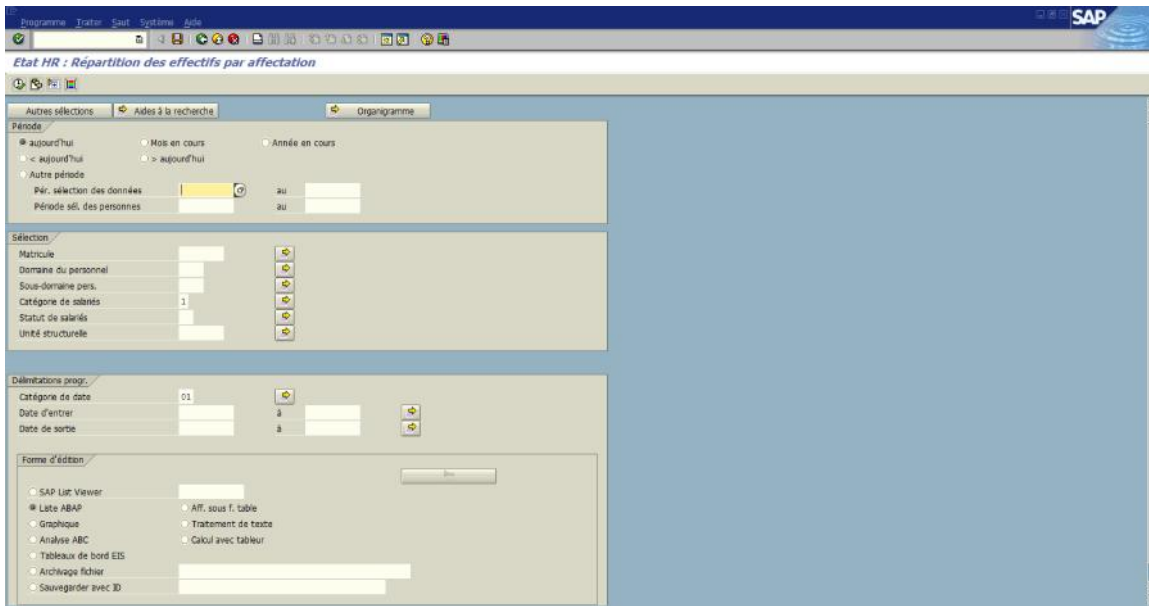 Programme Traiter Saut Système Aide
SAP
Etat HR : Répartition des effectifs par affectation
Autres sélections Aides à la recherche Organigramme
Période
aujourd'hui Mois en cours Année en cours
< aujourd'hui > aujourd'hui
Autre période
Pér. sélection des données au
Période sél. des personnes au
Sélection
Matricule
Domaine du personnel
Sous-domaine pers.
Catégorie de salariés 1
Statut de salariés
Unité structurelle
Délimitations progr.
Catégorie de date 01
Date d'entrer à
Date de sortie à
Forme d'édition
SAP List Viewer
Liste ABAP Aff. sous f. table
Graphique Traitement de texte
Analyse ABC Calcul avec tableur
Tableaux de bord EIS
Archivage fichier
Sauvegarder avec ID